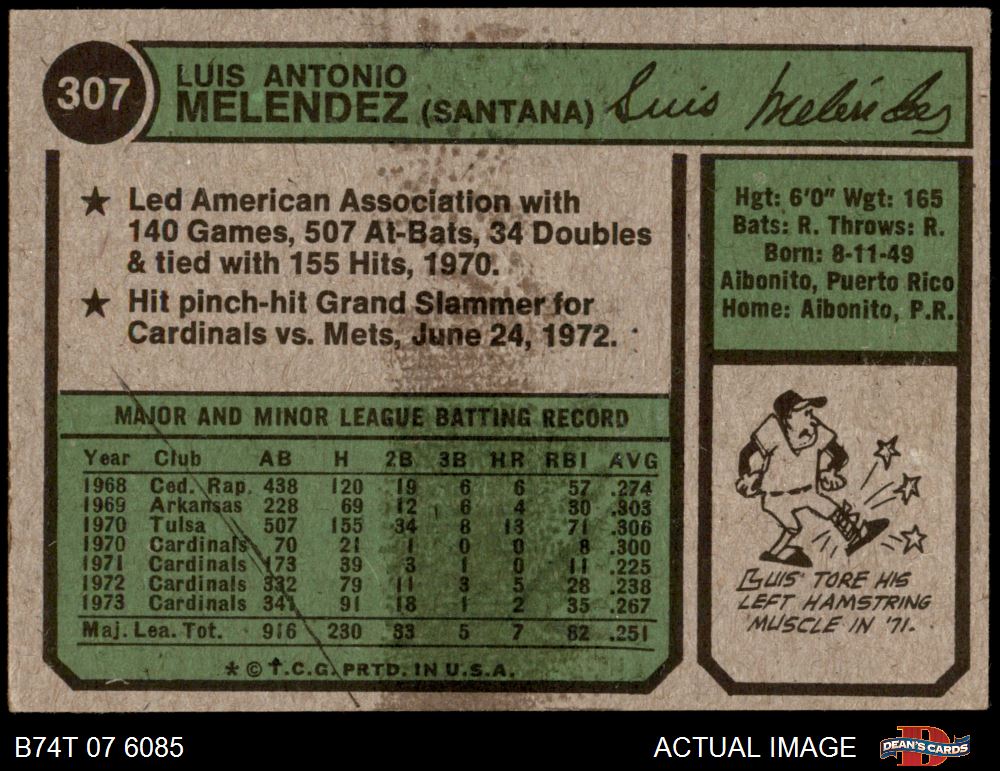 307
LUIS ANTONIO
MELENDEZ (SANTANA)
Luis Melendez
★ Led American Association with
140 Games, 507 At-Bats, 34 Doubles
& tied with 155 Hits, 1970.
★ Hit pinch-hit Grand Slammer for
Cardinals vs. Mets, June 24, 1972.
Hgt: 6'0" Wgt: 165
Bats: R. Throws: R.
Born: 8-11-49
Aibonito, Puerto Rico
Home: Aibonito, P.R.
MAJOR AND MINOR LEAGUE BATTING RECORD
Year Club AB H 2B 3B HR RBI AVG
1968 Ced. Rap. 438 120 19 6 6 57 .274
1969 Arkansas 228 69 12 6 4 30 .303
1970 Tulsa 507 155 34 8 13 71 .306
1970 Cardinals 70 21 1 0 0 8 .300
1971 Cardinals 173 39 3 1 0 11 .225
1972 Cardinals 332 79 11 3 5 28 .238
1973 Cardinals 341 91 18 1 2 35 .267
Maj. Lea. Tot. 916 230 33 5 7 82 .251
* © † T.C.G. PRTD. IN U.S.A.
LUIS TORE HIS
LEFT HAMSTRING
MUSCLE IN '71.
B74T 07 6085
ACTUAL IMAGE
DEAN'S CARDS